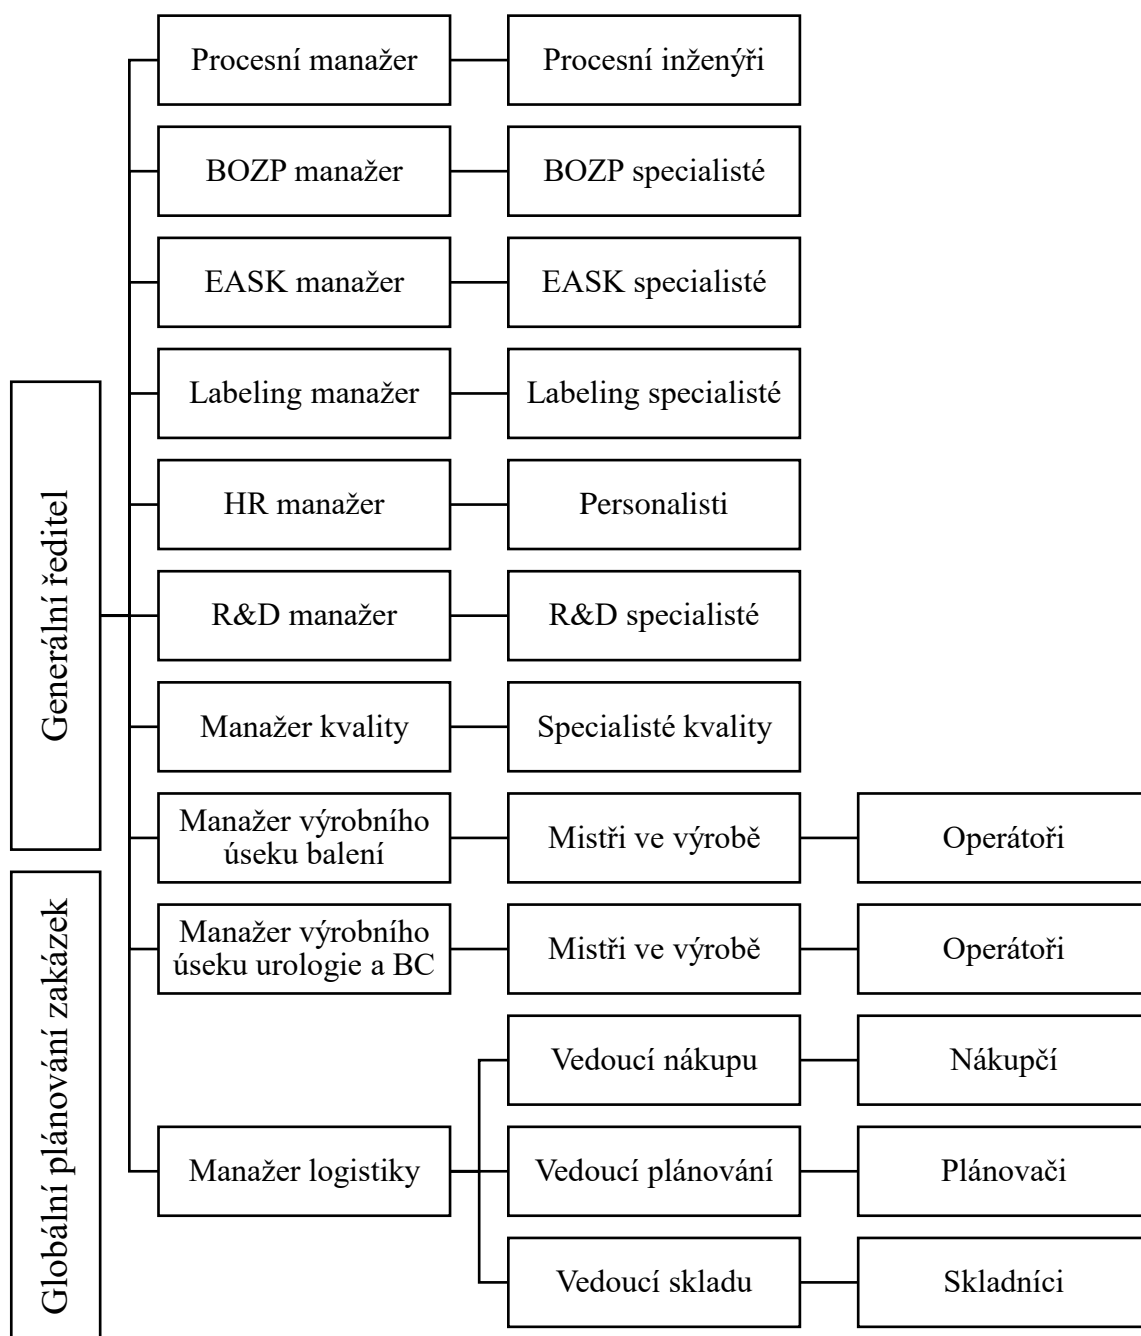 Generální ředitel
Globální plánování zakázek
Procesní manažer
Procesní inženýři
BOZP manažer
BOZP specialisté
EASK manažer
EASK specialisté
Labeling manažer
Labeling specialisté
HR manažer
Personalisti
R&D manažer
R&D specialisté
Manažer kvality
Specialisté kvality
Manažer výrobního
úseku balení
Mistři ve výrobě
Operátoři
Manažer výrobního
úseku urologie a BC
Mistři ve výrobě
Operátoři
Manažer logistiky
Vedoucí nákupu
Nákupčí
Vedoucí plánování
Plánovači
Vedoucí skladu
Skladníci